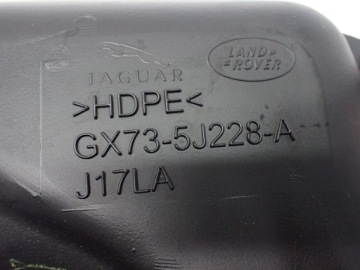 JAGUAR
LAND ROVER
>HDPE<
GX73-5J228-A
J17LA